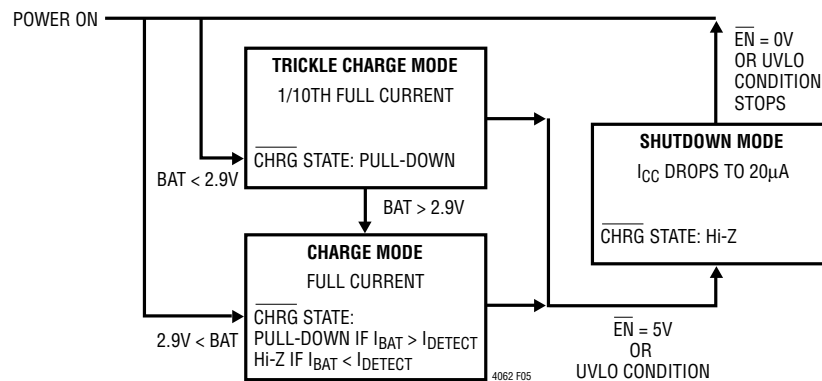 POWER ON
TRICKLE CHARGE MODE
1/10TH FULL CURRENT
CHRG STATE: PULL-DOWN
BAT < 2.9V
BAT > 2.9V
CHARGE MODE
FULL CURRENT
CHRG STATE:
PULL-DOWN IF IBAT > IDETECT
Hi-Z IF IBAT < IDETECT
2.9V < BAT
4062 F05
EN = 0V
OR UVLO
CONDITION
STOPS
SHUTDOWN MODE
ICC DROPS TO 20µA
CHRG STATE: Hi-Z
EN = 5V
OR
UVLO CONDITION